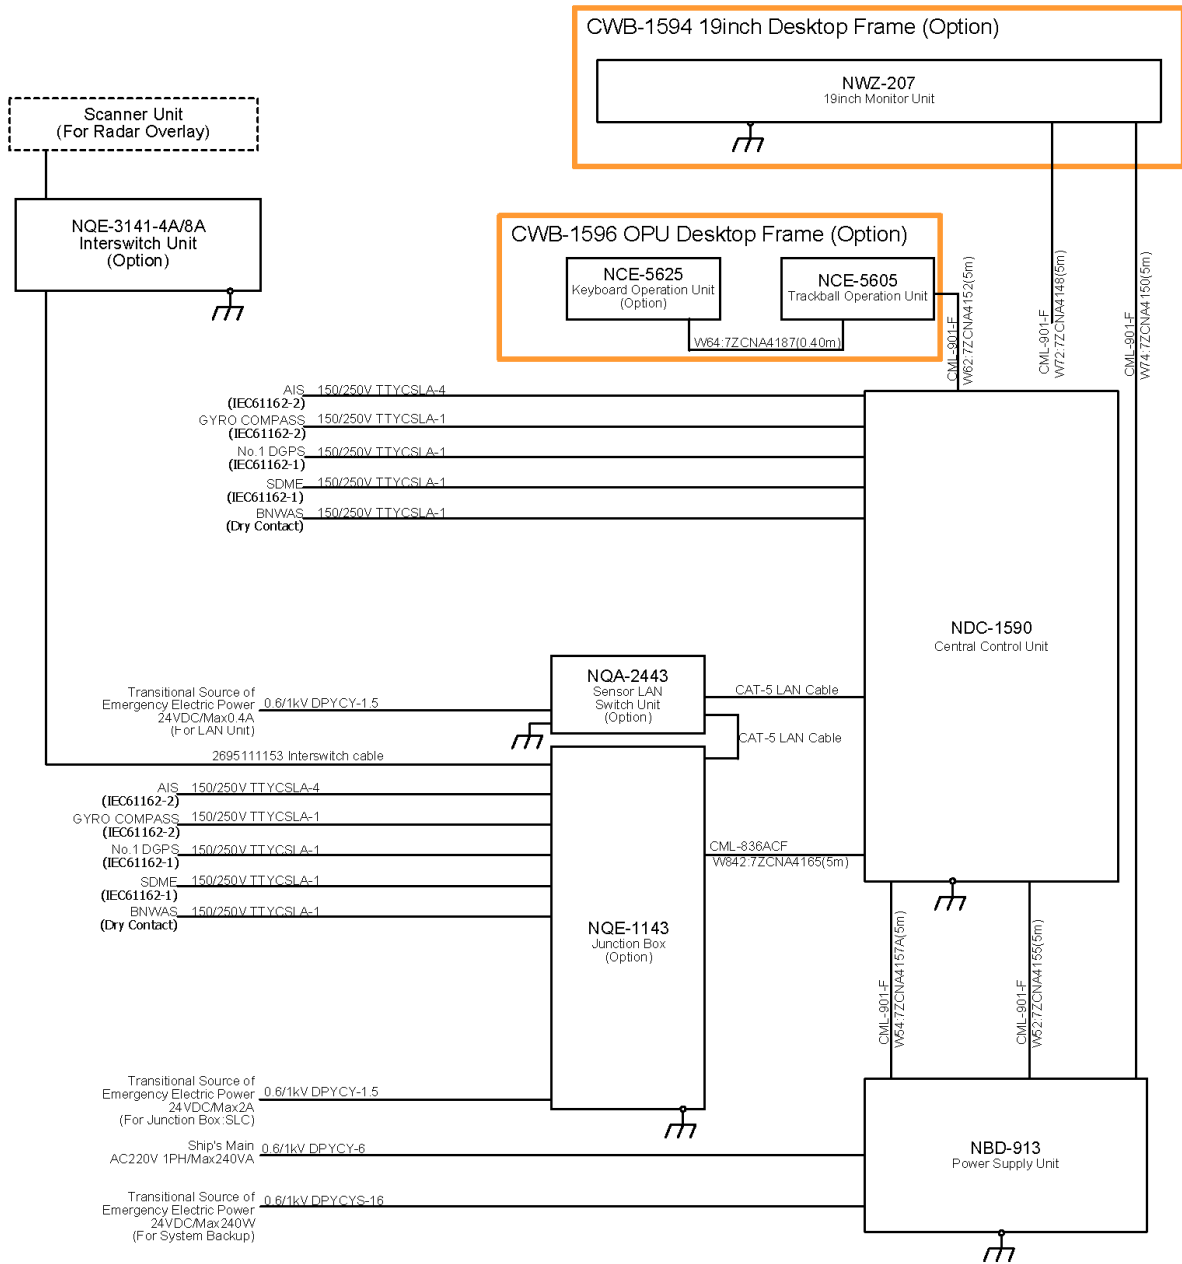 CWB-1594 19inch Desktop Frame (Option)
NWZ-207
19inch Monitor Unit
Scanner Unit
(For Radar Overlay)
NQE-3141-4A/8A
Interswitch Unit
(Option)
CWB-1596 OPU Desktop Frame (Option)
NCE-5625
Keyboard Operation Unit
(Option)
NCE-5605
Trackball Operation Unit
W64:7ZCNA4187(0.40m)
CML-901-F
W62:7ZCNA4152(5m)
CML-901-F
W72:7ZCNA4148(5m)
CML-901-F
W74:7ZCNA4150(5m)
AIS 150/250V TTYCSLA-4
(IEC61162-2)
GYRO COMPASS 150/250V TTYCSLA-1
(IEC61162-2)
No.1 DGPS 150/250V TTYCSLA-1
(IEC61162-1)
SDME 150/250V TTYCSLA-1
(IEC61162-1)
BNWAS 150/250V TTYCSLA-1
(Dry Contact)
NDC-1590
Central Control Unit
NQA-2443
Sensor LAN
Switch Unit
(Option)
CAT-5 LAN Cable
CAT-5 LAN Cable
Transitional Source of
Emergency Electric Power 0.6/1kV DPYCY-1.5
24VDC/Max0.4A
(For LAN Unit)
2695111153 Interswitch cable
AIS 150/250V TTYCSLA-4
(IEC61162-2)
GYRO COMPASS 150/250V TTYCSLA-1
(IEC61162-2)
No.1 DGPS 150/250V TTYCSLA-1
(IEC61162-1)
SDME 150/250V TTYCSLA-1
(IEC61162-1)
BNWAS 150/250V TTYCSLA-1
(Dry Contact)
CML-836ACF
W842:7ZCNA4165(5m)
NQE-1143
Junction Box
(Option)
CML-901-F
W54:7ZCNA4157A(5m)
CML-901-F
W52:7ZCNA4155(5m)
Transitional Source of
Emergency Electric Power 0.6/1kV DPYCY-1.5
24VDC/Max2A
(For Junction Box:SLC)
Ship's Main 0.6/1kV DPYCY-6
AC220V 1PH/Max240VA
NBD-913
Power Supply Unit
Transitional Source of
Emergency Electric Power 0.6/1kV DPYCYS-16
24VDC/Max240W
(For System Backup)